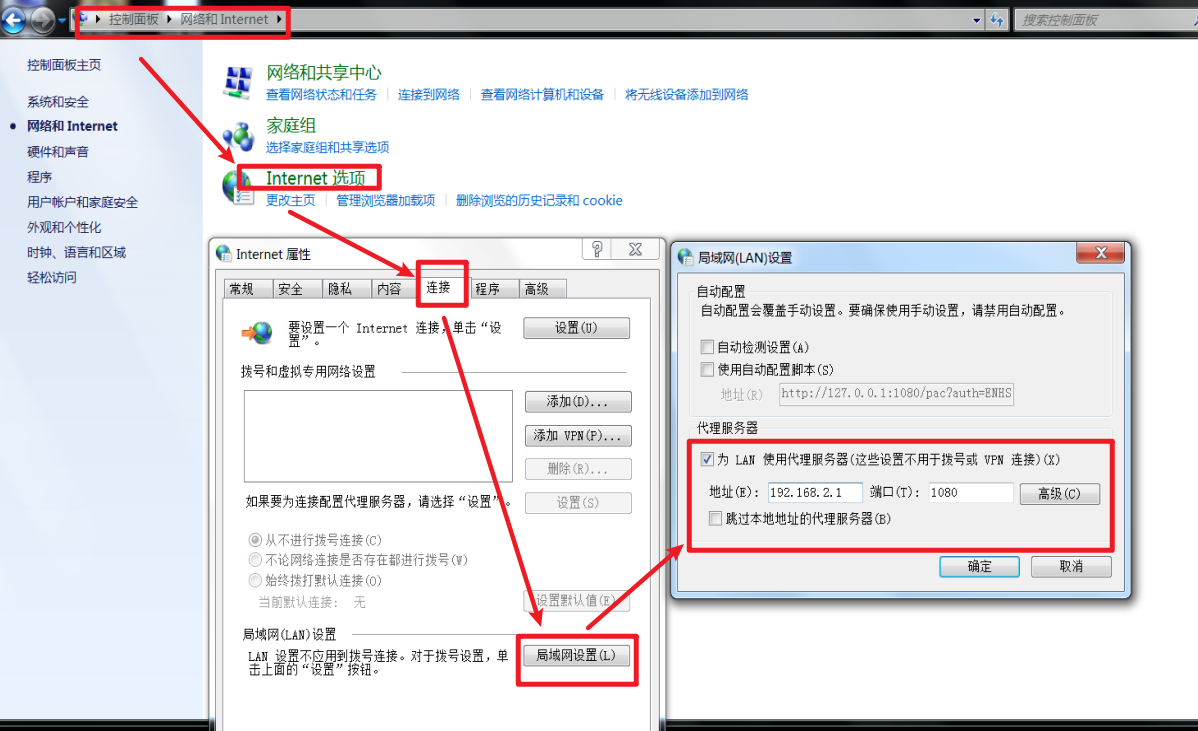 控制面板 网络和 Internet
搜索控制面板
控制面板主页
系统和安全
网络和 Internet
硬件和声音
程序
用户帐户和家庭安全
外观和个性化
时钟、语言和区域
轻松访问
网络和共享中心
查看网络状态和任务 连接到网络 查看网络计算机和设备 将无线设备添加到网络
家庭组
选择家庭组和共享选项
Internet 选项
更改主页 管理浏览器加载项 删除浏览的历史记录和 cookie
Internet 属性
常规 安全 隐私 内容 连接 程序 高级
要设置一个 Internet 连接,单击“设
置”。
设置(U)
拨号和虚拟专用网络设置
添加(D)...
添加 VPN(P)...
删除(R)...
如果要为连接配置代理服务器,请选择“设置”。
设置(S)
从不进行拨号连接(C)
不论网络连接是否存在都进行拨号(W)
始终拨打默认连接(O)
当前默认连接: 无
设置默认值(E)
局域网(LAN)设置
LAN 设置不应用到拨号连接。对于拨号设置,单
击上面的“设置”按钮。
局域网设置(L)
局域网(LAN)设置
自动配置
自动配置会覆盖手动设置。要确保使用手动设置,请禁用自动配置。
自动检测设置(A)
使用自动配置脚本(S)
地址(R) http://127.0.0.1:1080/pac?auth=ENHS
代理服务器
为 LAN 使用代理服务器(这些设置不用于拨号或 VPN 连接)(X)
地址(E): 192.168.2.1 端口(T): 1080 高级(C)
跳过本地地址的代理服务器(B)
确定 取消